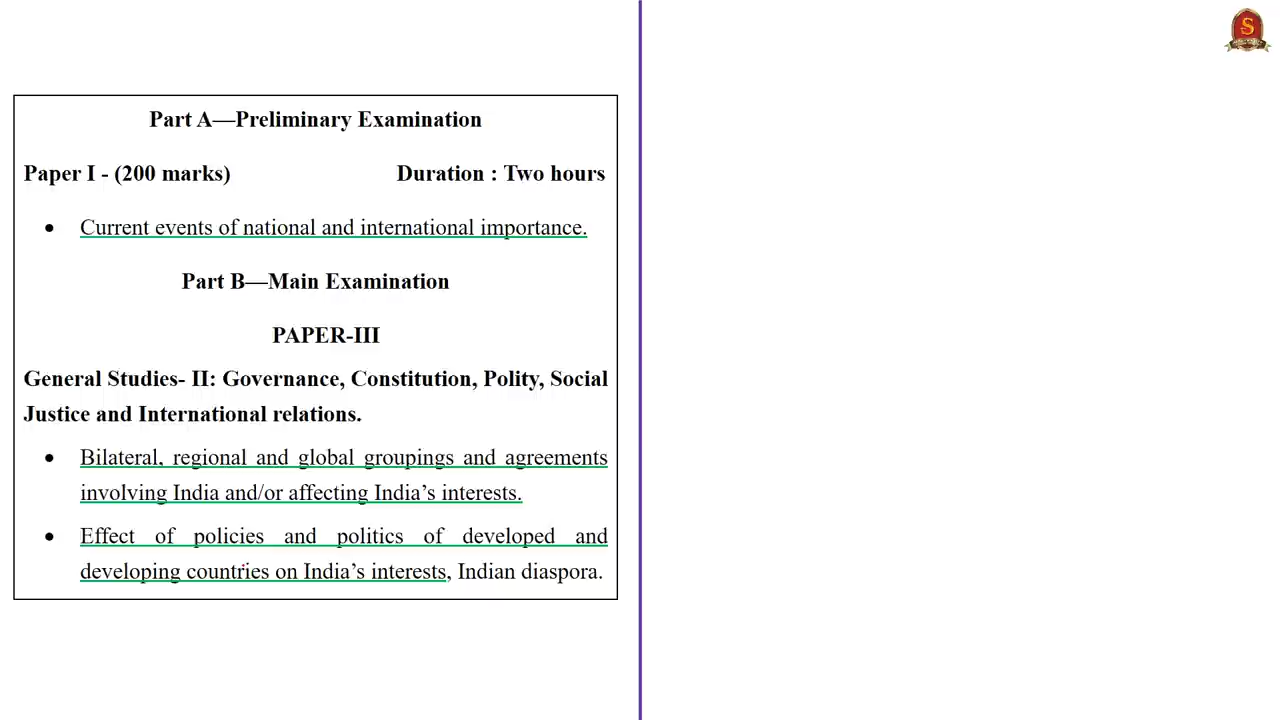 S
Part A—Preliminary Examination
Paper I - (200 marks) Duration : Two hours
• Current events of national and international importance.
Part B—Main Examination
PAPER-III
General Studies- II: Governance, Constitution, Polity, Social
Justice and International relations.
• Bilateral, regional and global groupings and agreements
involving India and/or affecting India’s interests.
• Effect of policies and politics of developed and
developing countries on India’s interests, Indian diaspora.